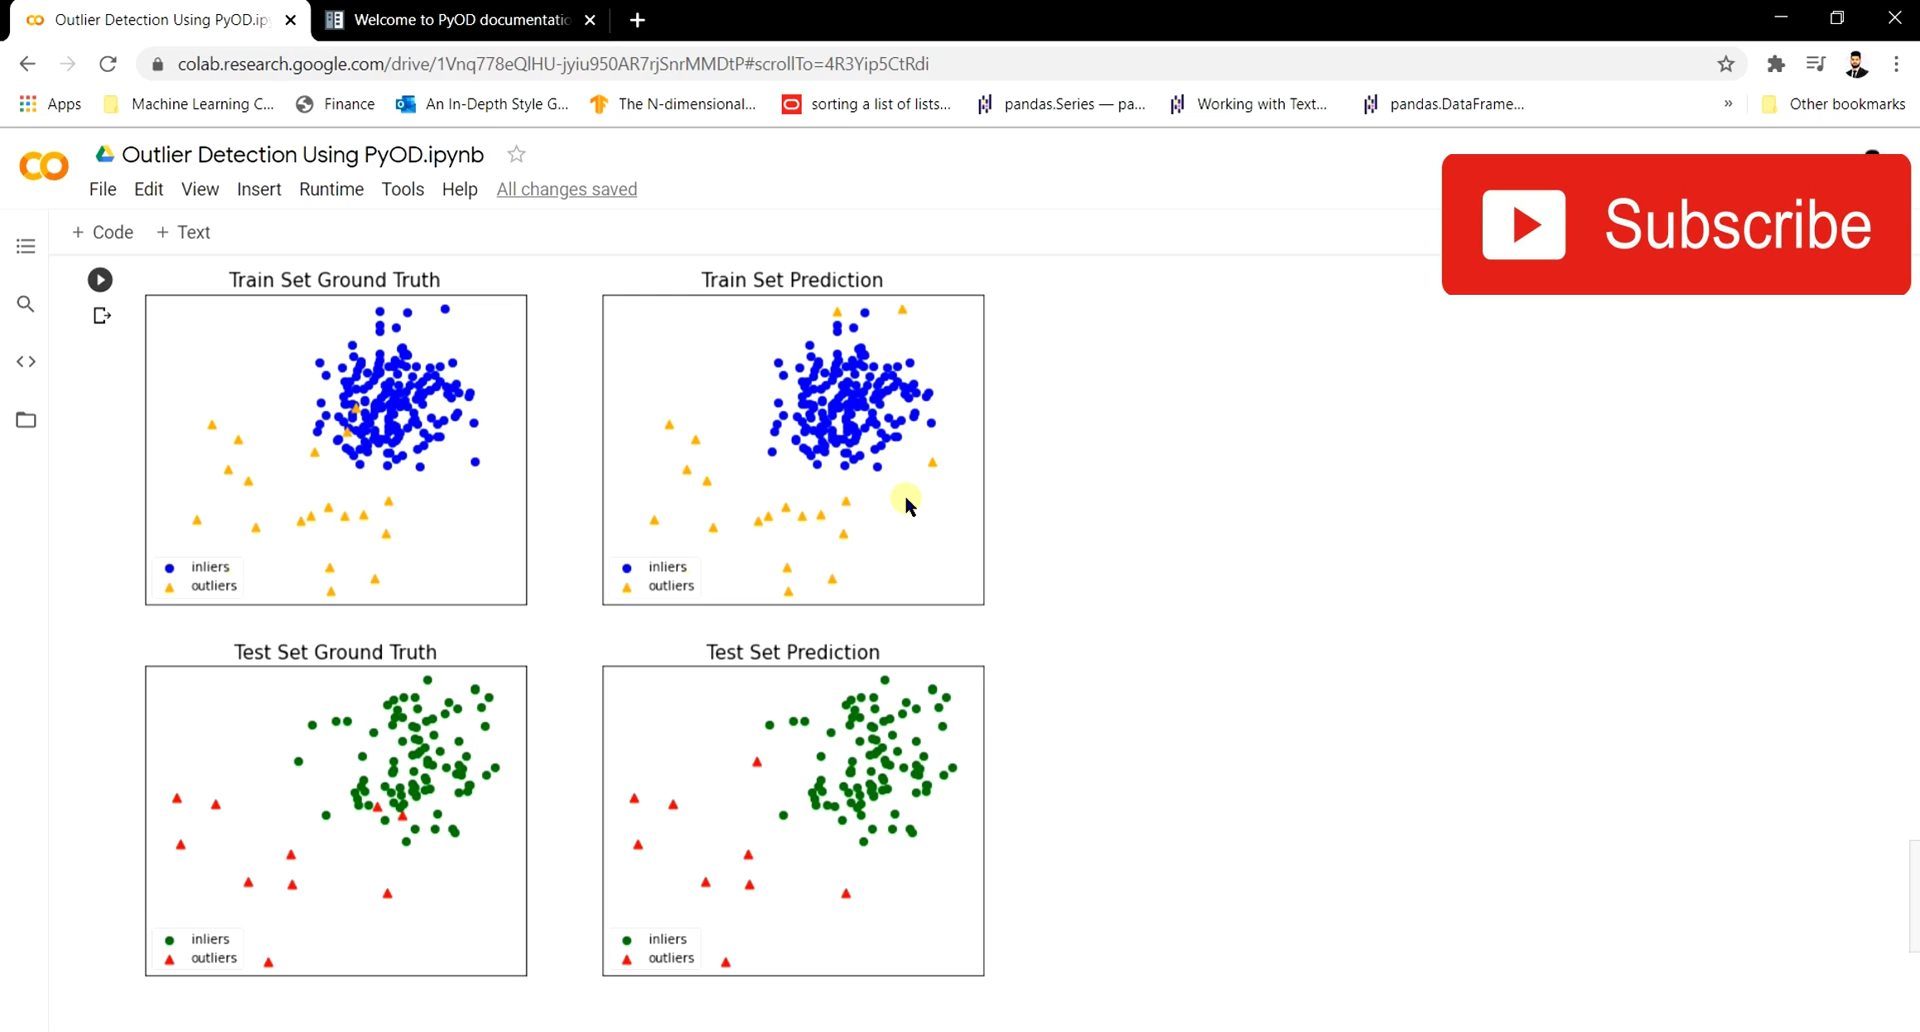 Outlier Detection Using PyOD.ip
Welcome to PyOD documentatio
colab.research.google.com/drive/1Vnq778eQlHU-jyiu950AR7rjSnrMMDtP#scrollTo=4R3Yip5CtRdi
Apps Machine Learning C... Finance An In-Depth Style G... The N-dimensional... sorting a list of lists... pandas.Series — pa... Working with Text... pandas.DataFrame... » Other bookmarks
Outlier Detection Using PyOD.ipynb
File Edit View Insert Runtime Tools Help All changes saved
Subscribe
+ Code + Text
Train Set Ground Truth
inliers
outliers
Train Set Prediction
inliers
outliers
Test Set Ground Truth
inliers
outliers
Test Set Prediction
inliers
outliers